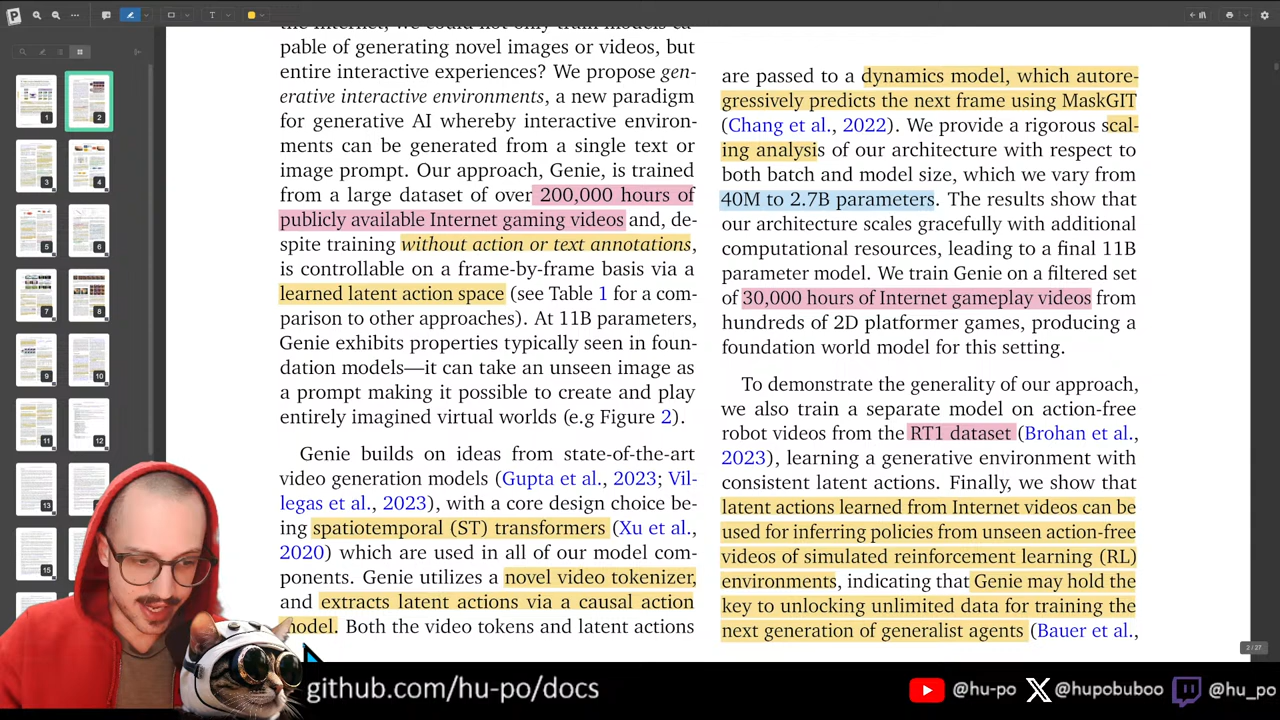 pable of generating novel images or videos, but
entire interactive experiences? We propose gen-
erative interactive environments, a new paradigm
for generative AI whereby interactive environ-
ments can be generated from a single text or
image prompt. Our approach, Genie, is trained
from a large dataset of over 200,000 hours of
publicly available Internet gaming videos and, de-
spite training without action or text annotations,
is controllable on a frame-by-frame basis via a
learned latent action space (see Table 1 for a com-
parison to other approaches). At 11B parameters,
Genie exhibits properties typically seen in foun-
dation models—it can take an unseen image as
a prompt making it possible to create and play
entirely imagined virtual worlds (e.g Figure 2).
Genie builds on ideas from state-of-the-art
video generation models (Gupta et al., 2023; Vil-
legas et al., 2023), with a core design choice be-
ing spatiotemporal (ST) transformers (Xu et al.,
2020) which are used in all of our model com-
ponents. Genie utilizes a novel video tokenizer,
and extracts latent actions via a causal action
model. Both the video tokens and latent actions
are passed to a dynamics model, which autore-
gressively predicts the next frame using MaskGIT
(Chang et al., 2022). We provide a rigorous scal-
ing analysis of our architecture with respect to
both batch and model size, which we vary from
40M to 2.7B parameters. The results show that
our architecture scales gracefully with additional
computational resources, leading to a final 11B
parameter model. We train Genie on a filtered set
of 30,000 hours of Internet gameplay videos from
hundreds of 2D platformer games, producing a
foundation world model for this setting.
To demonstrate the generality of our approach,
we also train a separate model on action-free
robot videos from the RT1 dataset (Brohan et al.,
2023), learning a generative environment with
consistent latent actions. Finally, we show that
latent actions learned from Internet videos can be
used for inferring policies from unseen action-free
videos of simulated reinforcement learning (RL)
environments, indicating that Genie may hold the
key to unlocking unlimited data for training the
next generation of generalist agents (Bauer et al.,
1
2
3
4
5
6
7
8
9
10
11
12
13
15
2 / 27
github.com/hu-po/docs
@hu-po
@hupobuboo
@hu_po